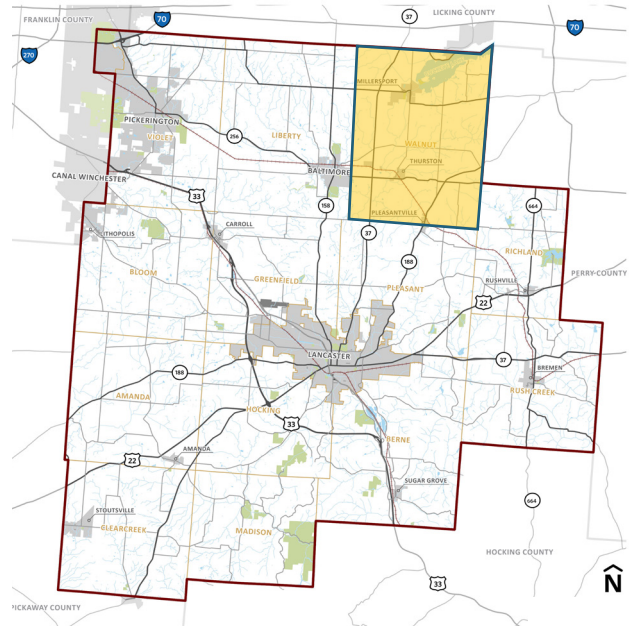 FRANKLIN COUNTY
70
37
LICKING COUNTY
70
270
MILLERSPORT
PICKERINGTON
VIOLET
256
LIBERTY
WALNUT
THURSTON
BALTIMORE
CANAL WINCHESTER
33
158
PLEASANTVILLE
664
LITHOPOLIS
CARROLL
37
RICHLAND
188
BLOOM
GREENFIELD
PLEASANT
RUSHVILLE
PERRY COUNTY
22
LANCASTER
37
188
BREMEN
AMANDA
RUSHCREEK
HOCKING
33
BERNE
AMANDA
22
SUGAR GROVE
STOUTSVILLE
664
CLEARCREEK
MADISON
HOCKING COUNTY
N
33
PICKAWAY COUNTY